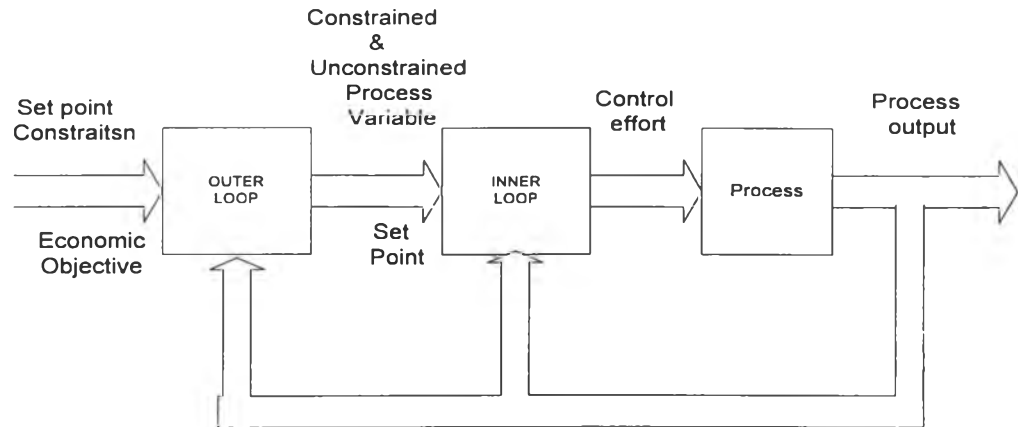 Constrained
&
Unconstrained
Process
Variable
Set point
Constraitsn
Control
effort
Process
output
OUTER
LOOP
INNER
LOOP
Process
Economic
Objective
Set
Point